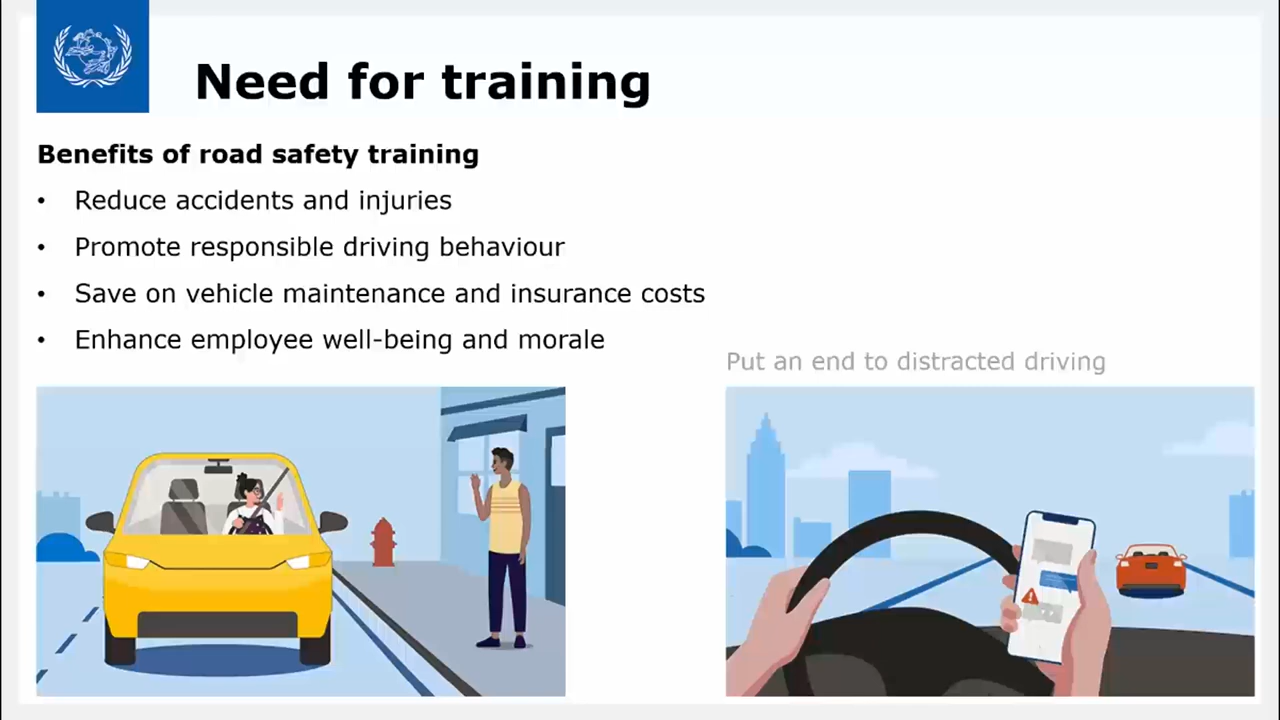 Need for training
Benefits of road safety training
• Reduce accidents and injuries
• Promote responsible driving behaviour
• Save on vehicle maintenance and insurance costs
• Enhance employee well-being and morale
Put an end to distracted driving